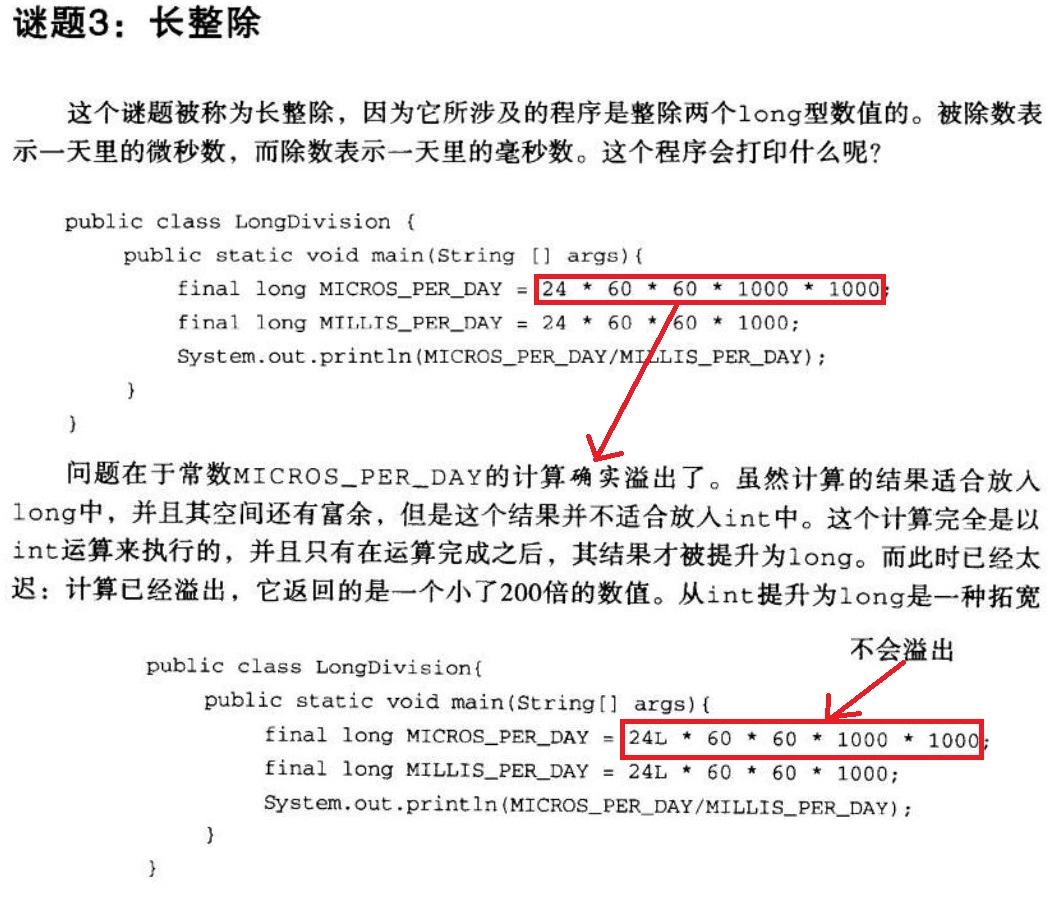 谜题3：长整除
这个谜题被称为长整除，因为它所涉及的程序是整除两个long型数值的。被除数表
示一天里的微秒数，而除数表示一天里的毫秒数。这个程序会打印什么呢？
public class LongDivision {
public static void main(String [] args){
final long MICROS_PER_DAY = 24 * 60 * 60 * 1000 * 1000;
final long MILLIS_PER_DAY = 24 * 60 * 60 * 1000;
System.out.println(MICROS_PER_DAY/MILLIS_PER_DAY);
}
}
问题在于常数MICROS_PER_DAY的计算确实溢出了。虽然计算的结果适合放入
long中，并且其空间还有富余，但是这个结果并不适合放入int中。这个计算完全是以
int运算来执行的，并且只有在运算完成之后，其结果才被提升为long。而此时已经太
迟：计算已经溢出，它返回的是一个小了200倍的数值。从int提升为long是一种拓宽
不会溢出
public class LongDivision{
public static void main(String[] args){
final long MICROS_PER_DAY = 24L * 60 * 60 * 1000 * 1000;
final long MILLIS_PER_DAY = 24L * 60 * 60 * 1000;
System.out.println(MICROS_PER_DAY/MILLIS_PER_DAY);
}
}